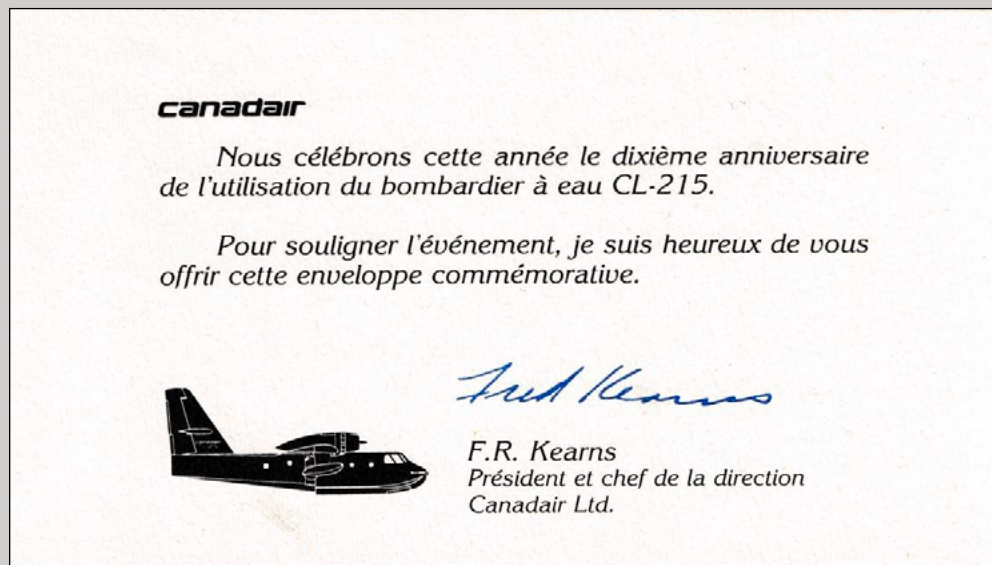 canadair
Nous célébrons cette année le dixième anniversaire
de l'utilisation du bombardier à eau CL-215.
Pour souligner l'événement, je suis heureux de vous
offrir cette enveloppe commémorative.
Fred Kearns
F.R. Kearns
Président et chef de la direction
Canadair Ltd.